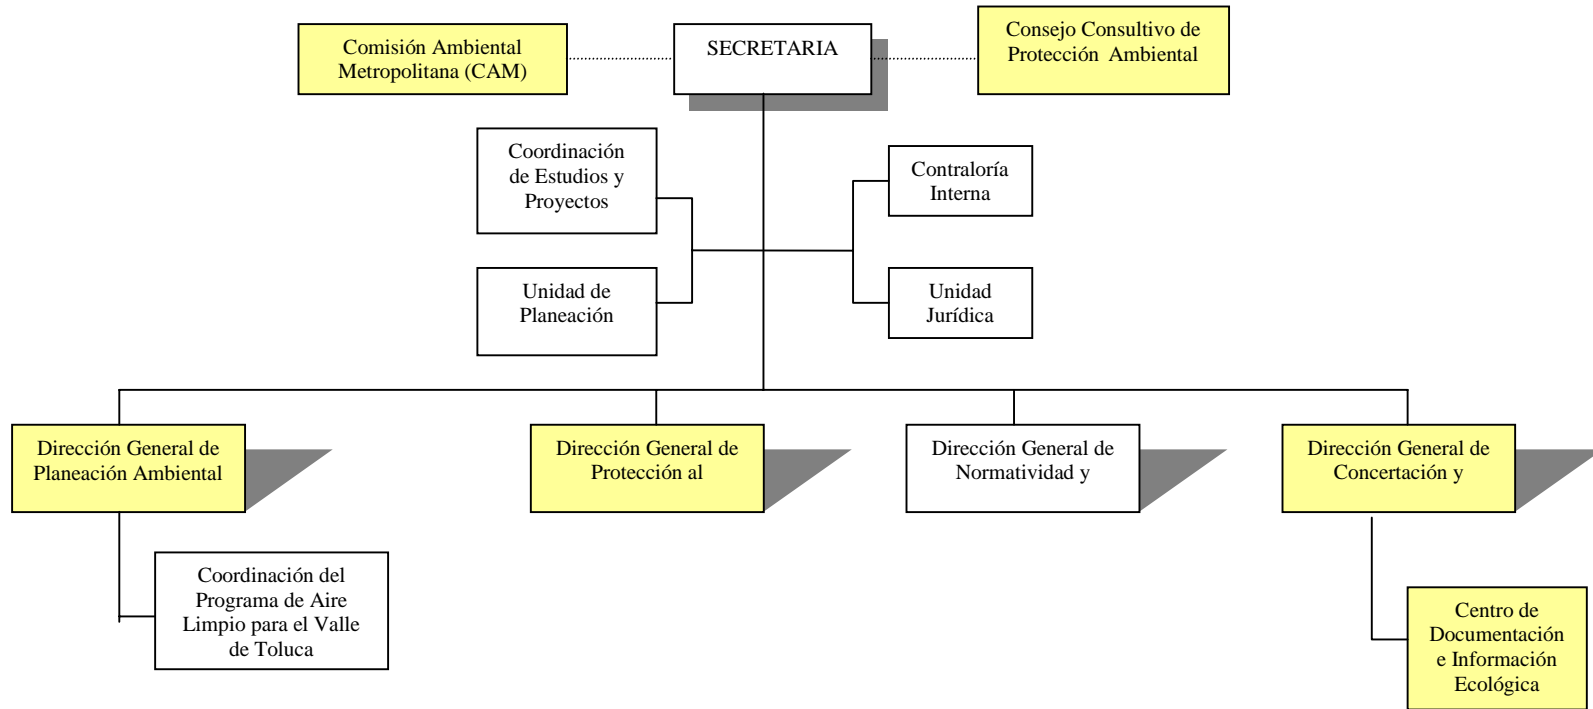 Comisión Ambiental
Metropolitana (CAM)
SECRETARIA
Consejo Consultivo de
Protección Ambiental
Coordinación
de Estudios y
Proyectos
Contraloría
Interna
Unidad de
Planeación
Unidad
Jurídica
Dirección General de
Planeación Ambiental
Dirección General de
Protección al
Dirección General de
Normatividad y
Dirección General de
Concertación y
Coordinación del
Programa de Aire
Limpio para el Valle
de Toluca
Centro de
Documentación
e Información
Ecológica